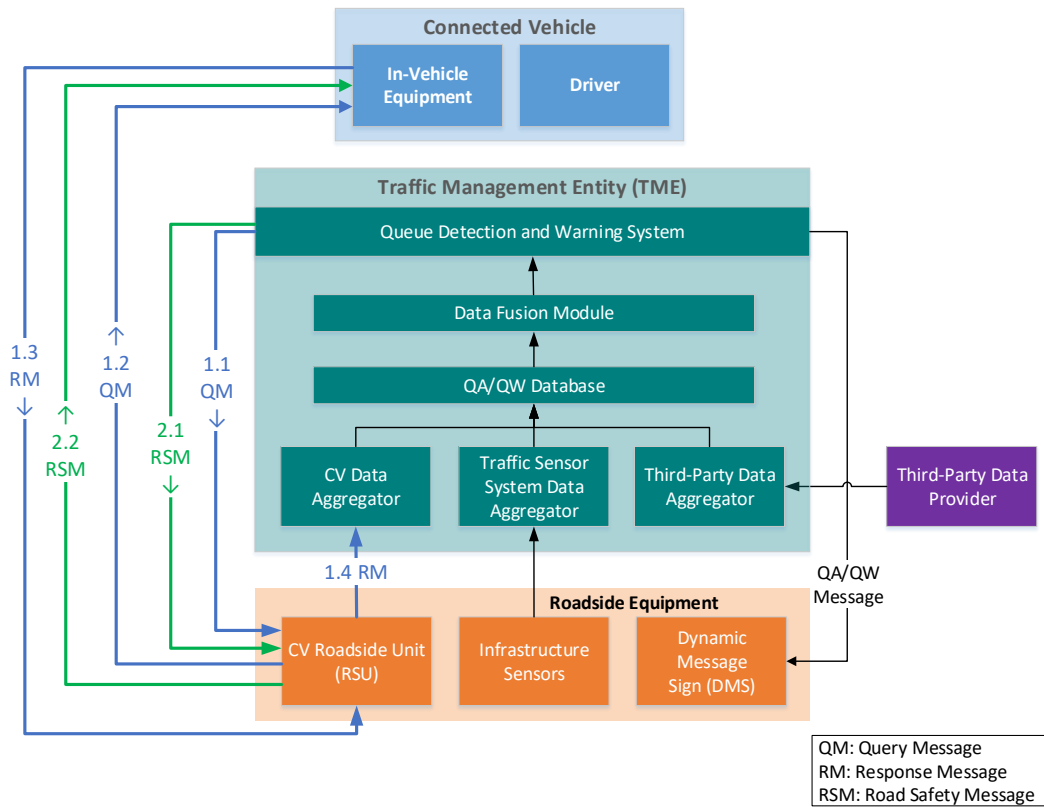 Connected Vehicle
In-Vehicle
Equipment
Driver
Traffic Management Entity (TME)
Queue Detection and Warning System
Data Fusion Module
QA/QW Database
CV Data
Aggregator
Traffic Sensor
System Data
Aggregator
Third-Party Data
Aggregator
Third-Party Data
Provider
1.3
RM
↓
↑
2.2
RSM
↑
1.2
QM
2.1
RSM
↓
1.1
QM
↓
1.4 RM
QA/QW
Message
Roadside Equipment
CV Roadside Unit
(RSU)
Infrastructure
Sensors
Dynamic
Message
Sign (DMS)
QM: Query Message
RM: Response Message
RSM: Road Safety Message